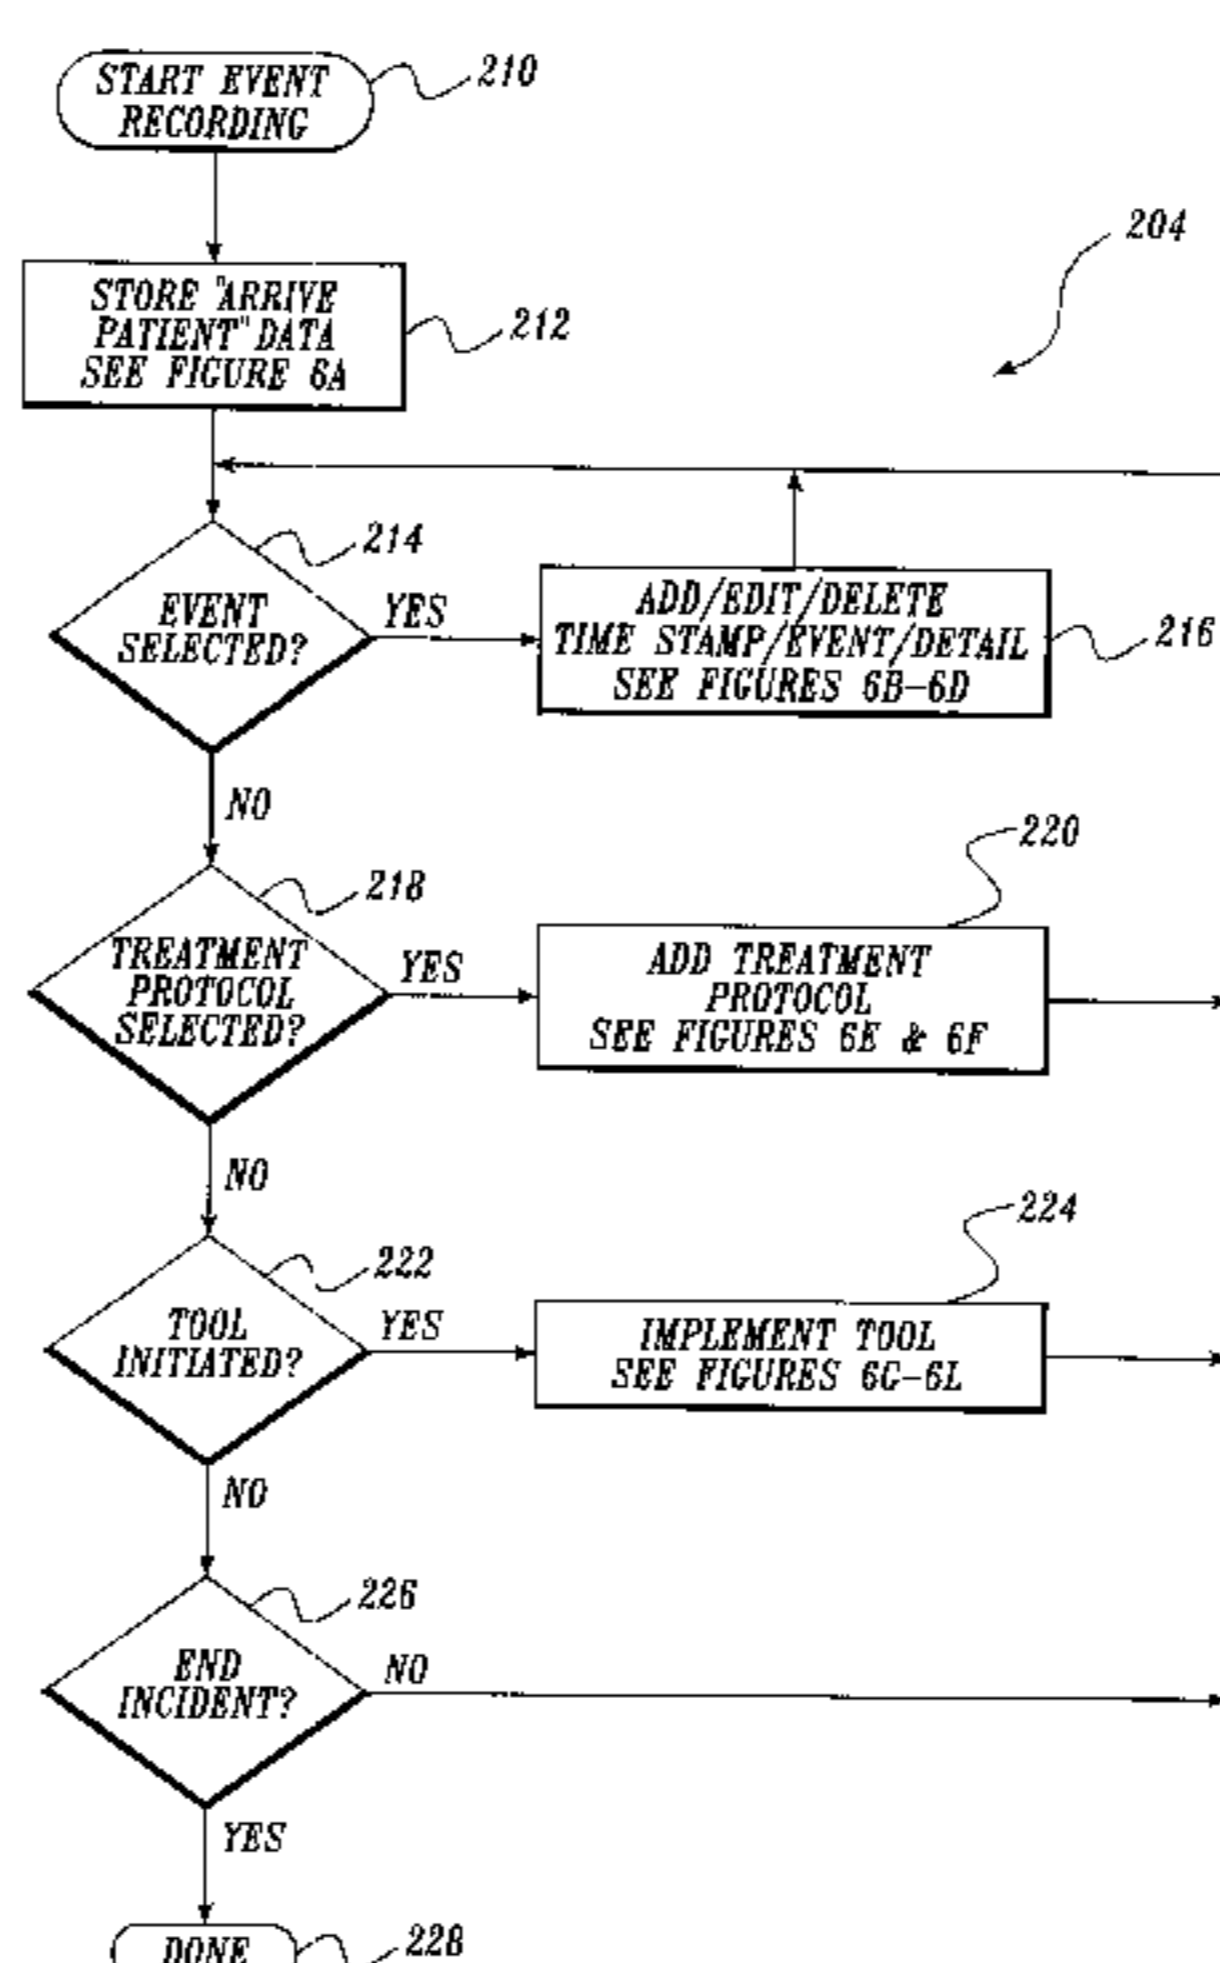 START EVENT
RECORDING
210
204
STORE "ARRIVE
PATIENT" DATA
SEE FIGURE 6A
212
214
EVENT
SELECTED?
YES
ADD/EDIT/DELETE
TIME STAMP/EVENT/DETAIL
SEE FIGURES 6B-6D
216
NO
218
TREATMENT
PROTOCOL
SELECTED?
YES
220
ADD TREATMENT
PROTOCOL
SEE FIGURES 6E & 6F
NO
222
TOOL
INITIATED?
YES
224
IMPLEMENT TOOL
SEE FIGURES 6G-6L
NO
226
END
INCIDENT?
NO
YES
DONE
228